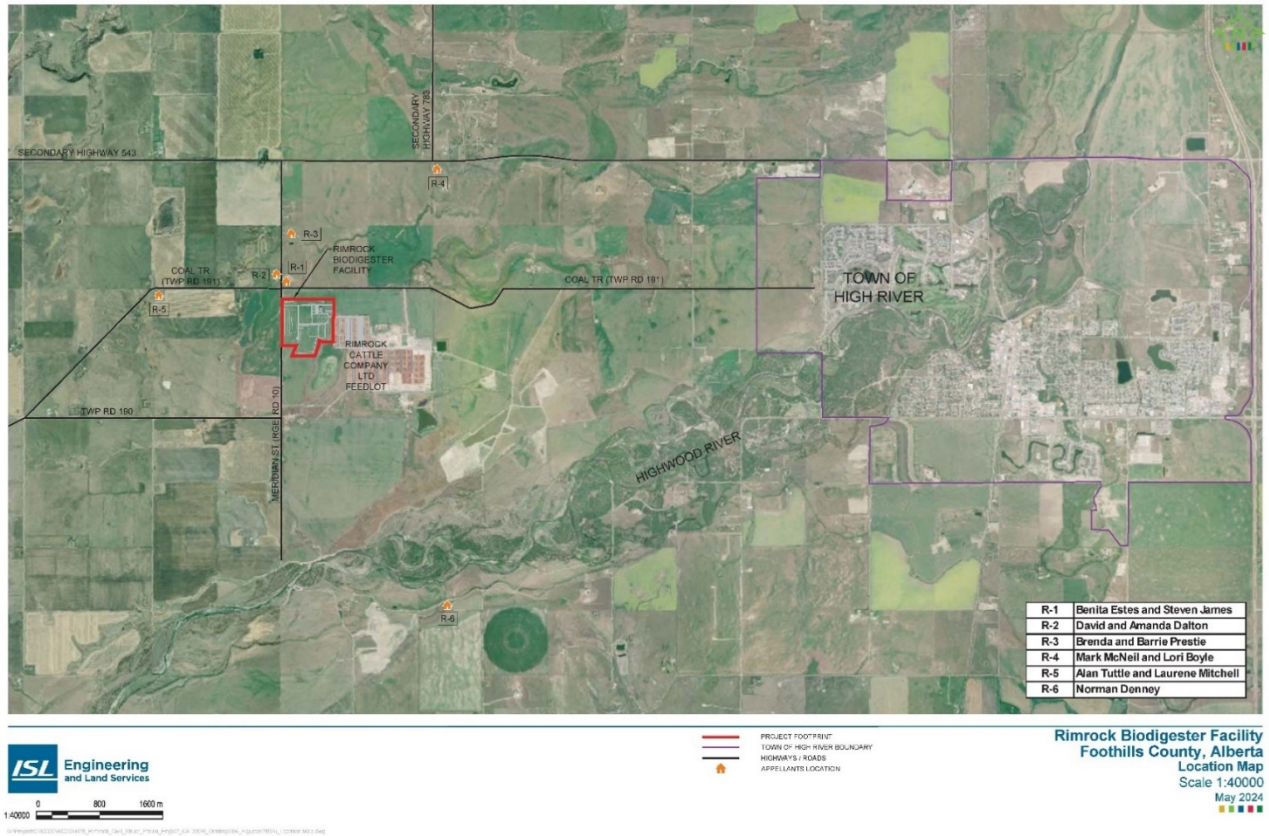 SECONDARY HIGHWAY 783
SECONDARY HIGHWAY 543
R-4
R-3
RIMROCK
BIODIGESTER
FACILITY
R-1
R-2
COAL TR
(TWP RD 191)
COAL TR (TWP RD 191)
TOWN OF
HIGH RIVER
R-5
RIMROCK
CATTLE
COMPANY
LTD
FEEDLOT
MERIDIAN ST (RGE RD 10)
TWP RD 190
HIGHWOOD RIVER
R-6
R-1 Benita Estes and Steven James
R-2 David and Amanda Dalton
R-3 Brenda and Barrie Prestie
R-4 Mark McNeil and Lori Boyle
R-5 Alan Tuttle and Laurene Mitchell
R-6 Norman Denney
ISL Engineering
and Land Services
0 800 1600 m
1:40000
PROJECT FOOTPRINT
TOWN OF HIGH RIVER BOUNDARY
HIGHWAYS / ROADS
APPELLANTS LOCATION
Rimrock Biodigester Facility
Foothills County, Alberta
Location Map
Scale 1:40000
May 2024